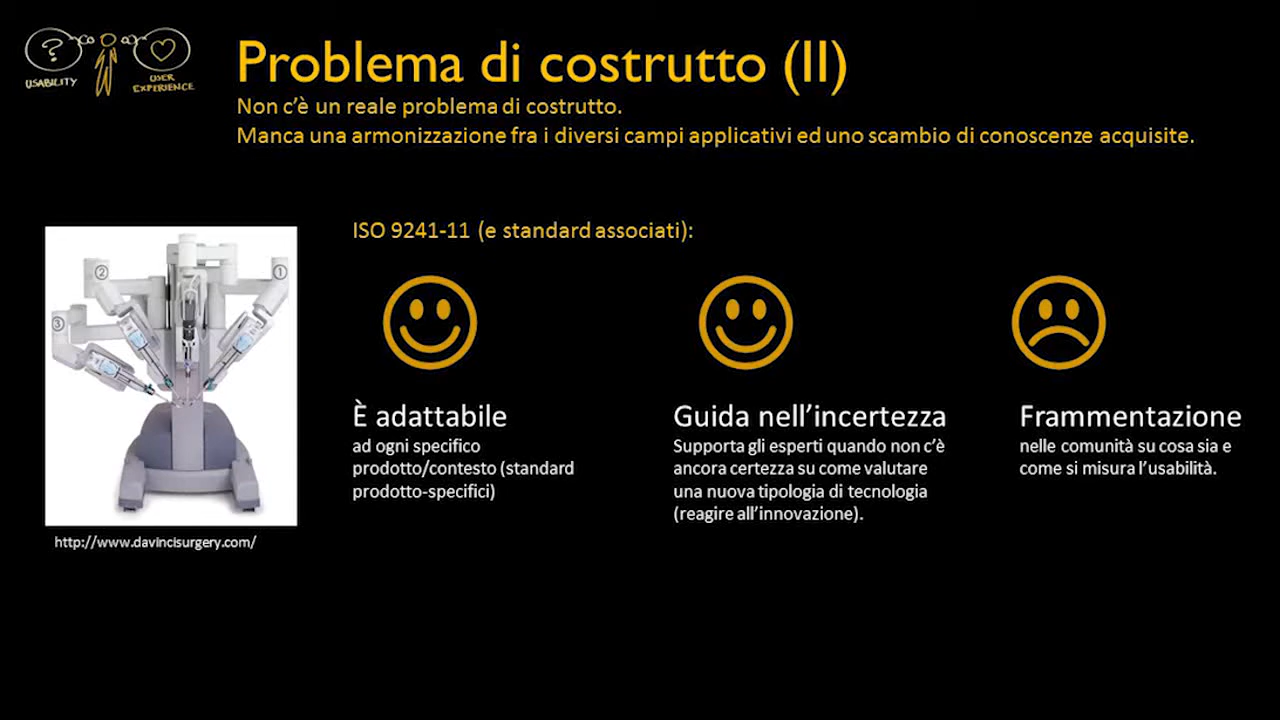 USABILITY
USER
EXPERIENCE
Problema di costrutto (II)
Non c'è un reale problema di costrutto.
Manca una armonizzazione fra i diversi campi applicativi ed uno scambio di conoscenze acquisite.
ISO 9241-11 (e standard associati):
2
1
3
È adattabile
ad ogni specifico
prodotto/contesto (standard
prodotto-specifici)
Guida nell'incertezza
Supporta gli esperti quando non c'è
ancora certezza su come valutare
una nuova tipologia di tecnologia
(reagire all'innovazione).
Frammentazione
nelle comunità su cosa sia e
come si misura l'usabilità.
http://www.davincisurgery.com/